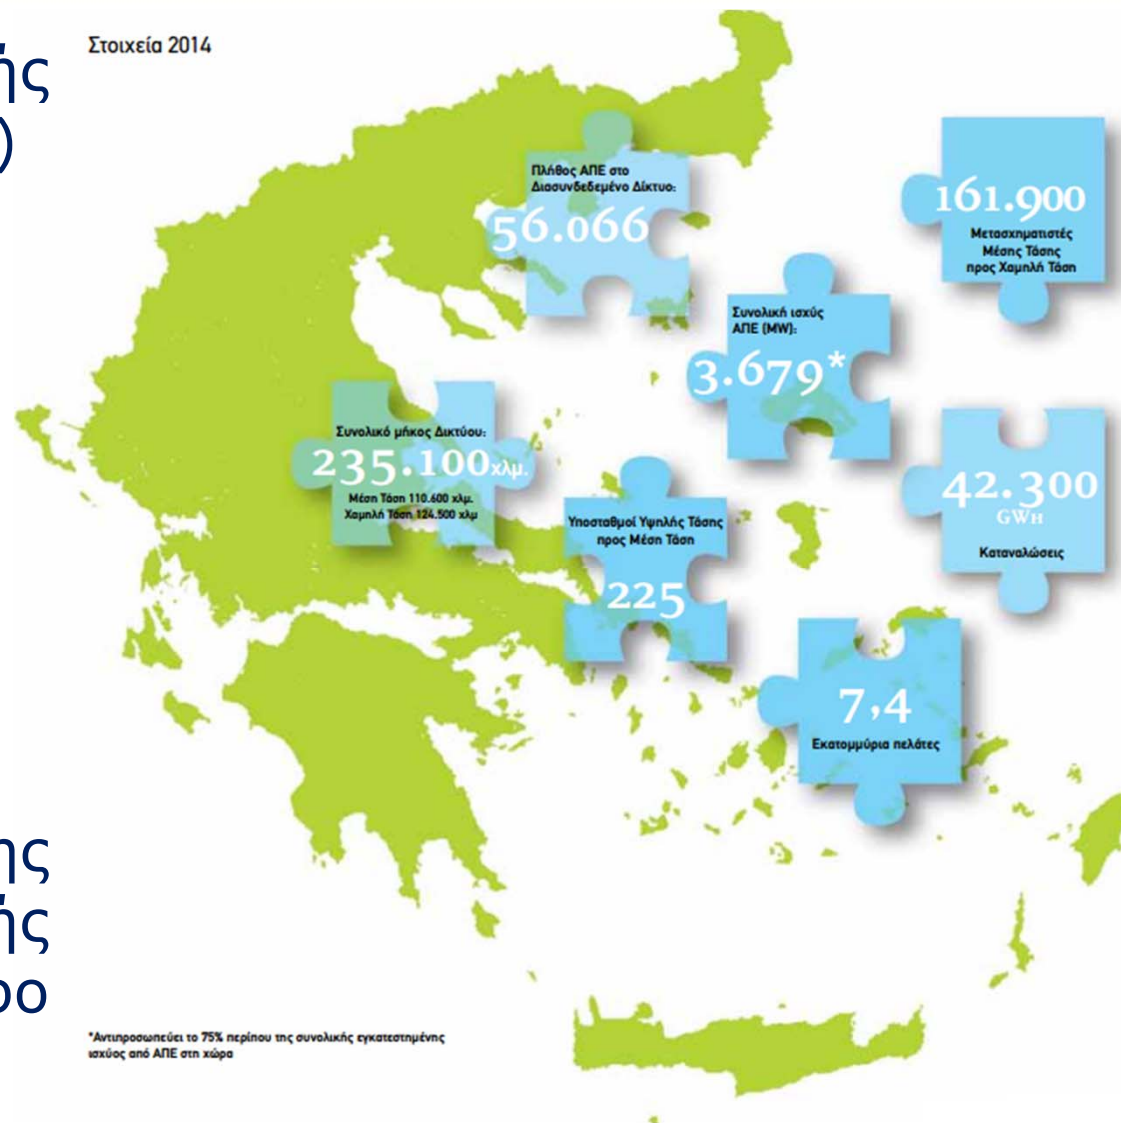 Στοιχεία 2014
Πλήθος ΑΠΕ στο
Διασυνδεδεμένο Δίκτυο:
56.066
161.900
Μετασχηματιστές
Μέσης Τάσης
προς Χαμηλή Τάση
Συνολική ισχύς
ΑΠΕ (MW):
3.679*
Συνολικό μήκος Δικτύου:
235.100χλμ.
Μέση Τάση 110.600 χλμ.
Χαμηλή Τάση 124.500 χλμ
42.300
GWh
Καταναλώσεις
Υποσταθμοί Υψηλής Τάσης
προς Μέση Τάση
225
7,4
Εκατομμύρια πελάτες
*Αντιπροσωπεύει το 75% περίπου της συνολικής εγκατεστημένης
ισχύος από ΑΠΕ στη χώρα